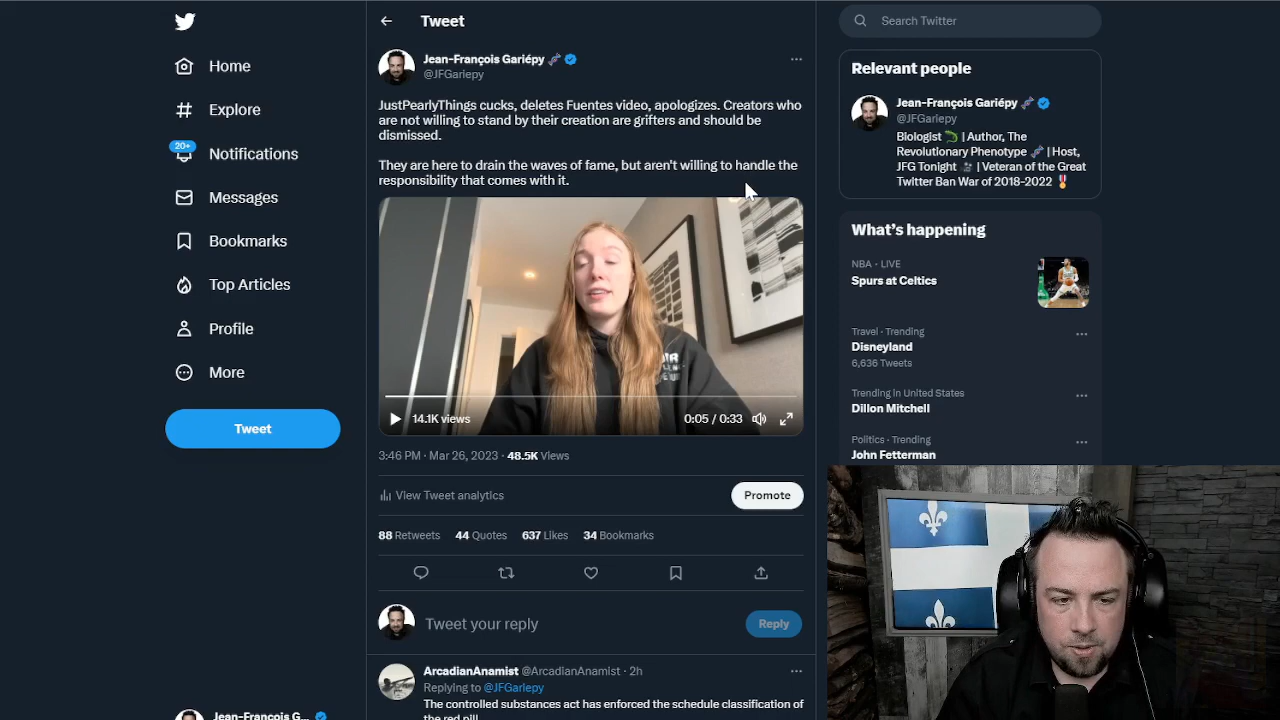 Home
Explore
20+
Notifications
Messages
Bookmarks
Top Articles
Profile
More
Tweet
Jean-François G...
Tweet
Jean-François Gariépy
@JFGariepy
JustPearlyThings cucks, deletes Fuentes video, apologizes. Creators who
are not willing to stand by their creation are grifters and should be
dismissed.
They are here to drain the waves of fame, but aren't willing to handle the
responsibility that comes with it.
14.1K views
0:05 / 0:33
3:46 PM · Mar 26, 2023 · 48.5K Views
View Tweet analytics
Promote
88 Retweets 44 Quotes 637 Likes 34 Bookmarks
Tweet your reply
Reply
ArcadianAnamist @ArcadianAnamist · 2h
Replying to @JFGariepy
The controlled substances act has enforced the schedule classification of
the red pill
Search Twitter
Relevant people
Jean-François Gariépy
@JFGariepy
Biologist | Author, The
Revolutionary Phenotype | Host,
JFG Tonight | Veteran of the Great
Twitter Ban War of 2018-2022
What's happening
NBA · LIVE
Spurs at Celtics
Travel · Trending
Disneyland
6,636 Tweets
Trending in United States
Dillon Mitchell
Politics · Trending
John Fetterman